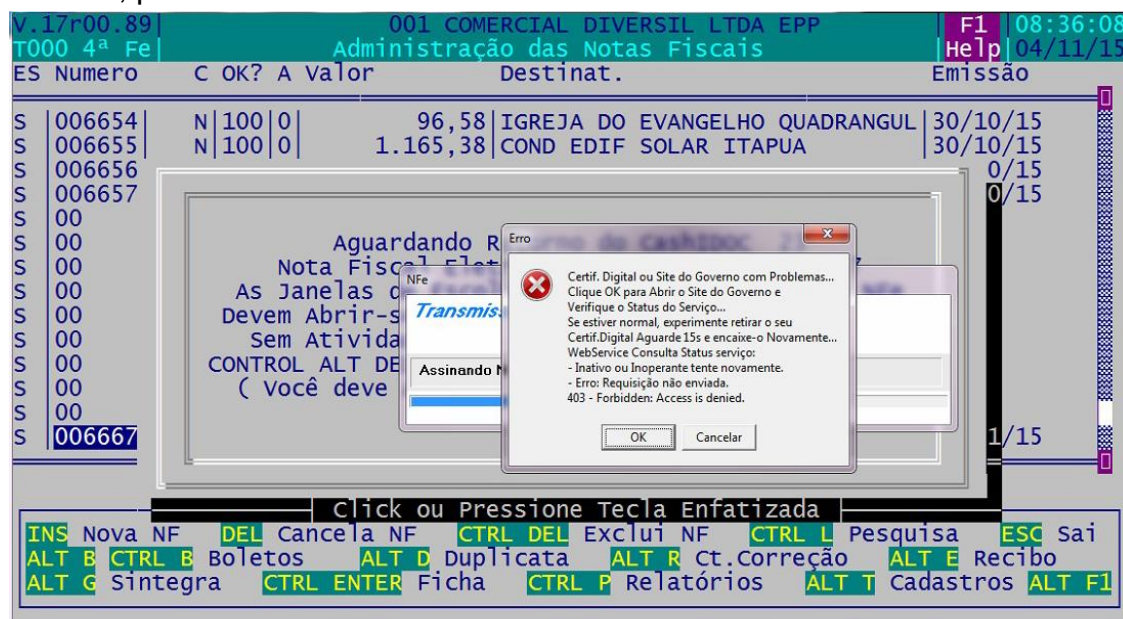 V.17r00.89 001 COMERCIAL DIVERSIL LTDA EPP F1 08:36:08
T000 4ª Fe Administração das Notas Fiscais Help 04/11/15
ES Numero C OK? A Valor Destinat. Emissão
S 006654 N 100 0 96,58 IGREJA DO EVANGELHO QUADRANGUL 30/10/15
S 006655 N 100 0 1.165,38 COND EDIF SOLAR ITAPUA 30/10/15
S 006656 0/15
S 006657 0/15
S 00
S 00 Aguardando
S 00 Nota
S 00 As Janelas
S 00 Devem
S 00 Sem
S 00 CONTROL ALT
S 00 ( Você deve
S 00
S 006667 1/15
NFe
Assinando
Erro
Certif. Digital ou Site do Governo com Problemas...
Clique OK para Abrir o Site do Governo e
Verifique o Status do Serviço...
Se estiver normal, experimente retirar o seu
Certif.Digital Aguarde 15s e encaixe-o Novamente...
WebService Consulta Status serviço:
- Inativo ou Inoperante tente novamente.
- Erro: Requisição não enviada.
403 - Forbidden: Access is denied.
OK Cancelar
Click ou Pressione Tecla Enfatizada
INS Nova NF DEL Cancela NF CTRL DEL Exclui NF CTRL L Pesquisa ESC Sai
ALT B CTRL B Boletos ALT D Duplicata ALT R Ct.Correção ALT E Recibo
ALT G Sintegra CTRL ENTER Ficha CTRL P Relatórios ALT T Cadastros ALT F1